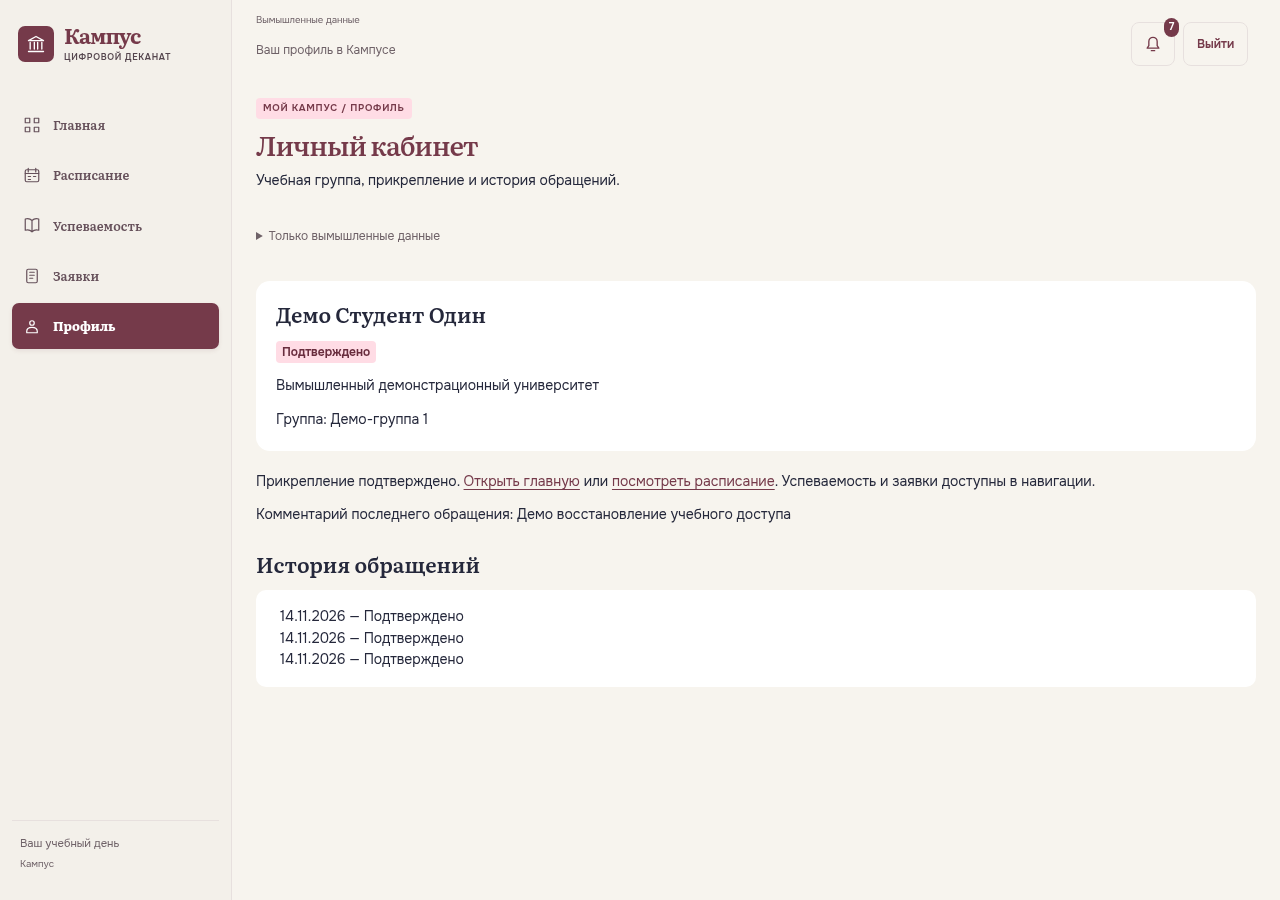 Кампус
ЦИФРОВОЙ ДЕКАНАТ
Главная
Расписание
Успеваемость
Заявки
Профиль
Ваш учебный день
Кампус
Вымышленные данные
Ваш профиль в Кампусе
7
Выйти
МОЙ КАМПУС / ПРОФИЛЬ
Личный кабинет
Учебная группа, прикрепление и история обращений.
Только вымышленные данные
Демо Студент Один
Подтверждено
Вымышленный демонстрационный университет
Группа: Демо-группа 1
Прикрепление подтверждено. Открыть главную или посмотреть расписание. Успеваемость и заявки доступны в навигации.
Комментарий последнего обращения: Демо восстановление учебного доступа
История обращений
14.11.2026 — Подтверждено
14.11.2026 — Подтверждено
14.11.2026 — Подтверждено